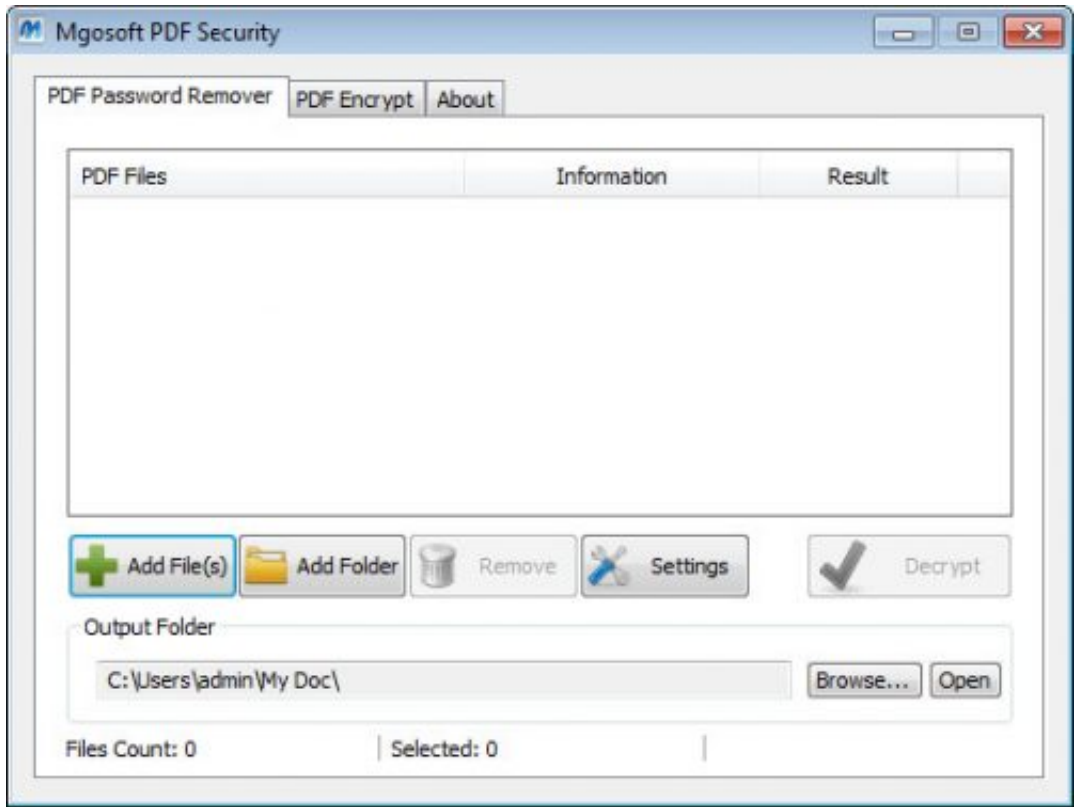 Mgosoft PDF Security
PDF Password Remover PDF Encrypt About
PDF Files Information Result
Add File(s) Add Folder Remove Settings Decrypt
Output Folder
C:\Users\admin\My Doc\ Browse... Open
Files Count: 0 Selected: 0